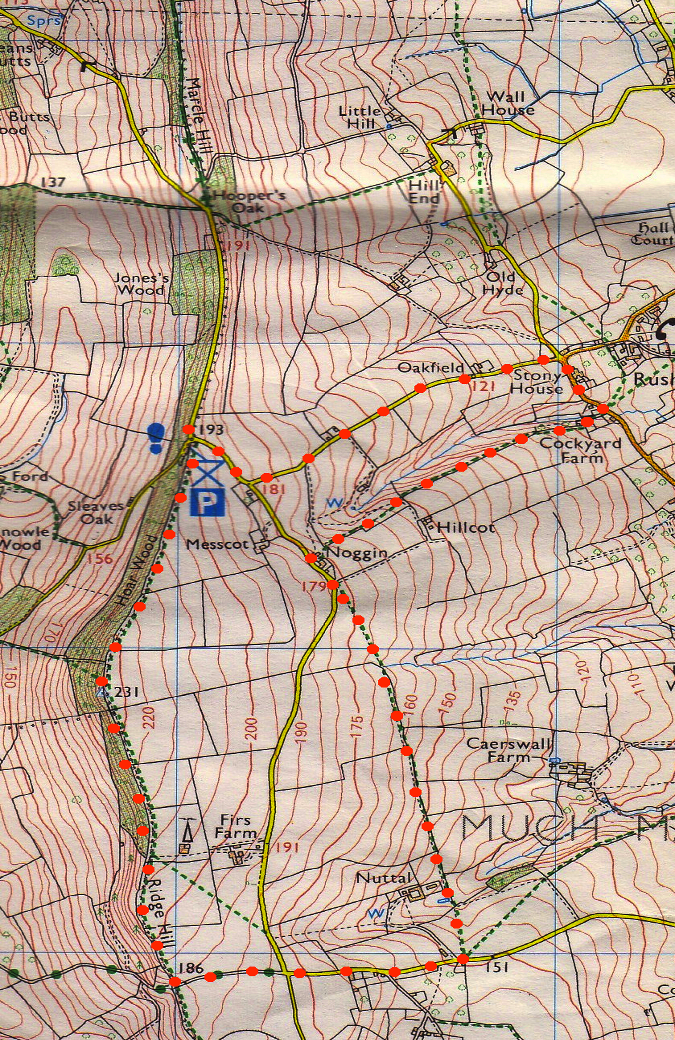 Sprs
Marcle Hill
Little
Hill
Wall
House
137
Hill
End
Hooper's
Oak
191
Hall
Court
Jones's
Wood
Old
Hyde
Oakfield
121
Stony
House
Rush
193
Cockyard
Farm
Ford
181
P
W
Sleaves
Oak
Hillcot
Messcot
Noggin
156
Hoar Wood
179
170
150
231
220
200
190
175
160
150
135
120
110
Caerswall
Farm
Firs
Farm
191
MUCH M
Nuttal
W
Ridge Hill
186
151